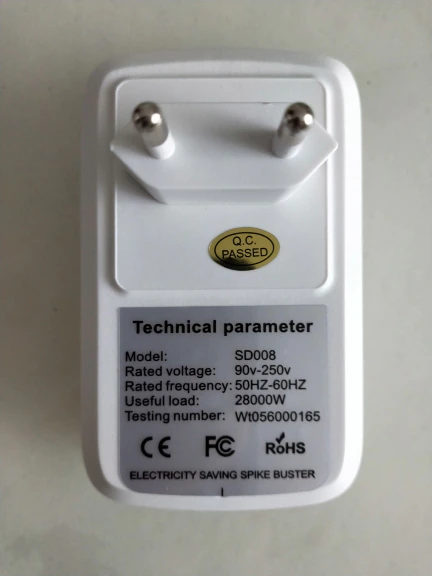 Q.C.
PASSED
Technical parameter
Model: SD008
Rated voltage: 90v-250v
Rated frequency: 50HZ-60HZ
Useful load: 28000W
Testing number: Wt056000165
CE FC RoHS
ELECTRICITY SAVING SPIKE BUSTER